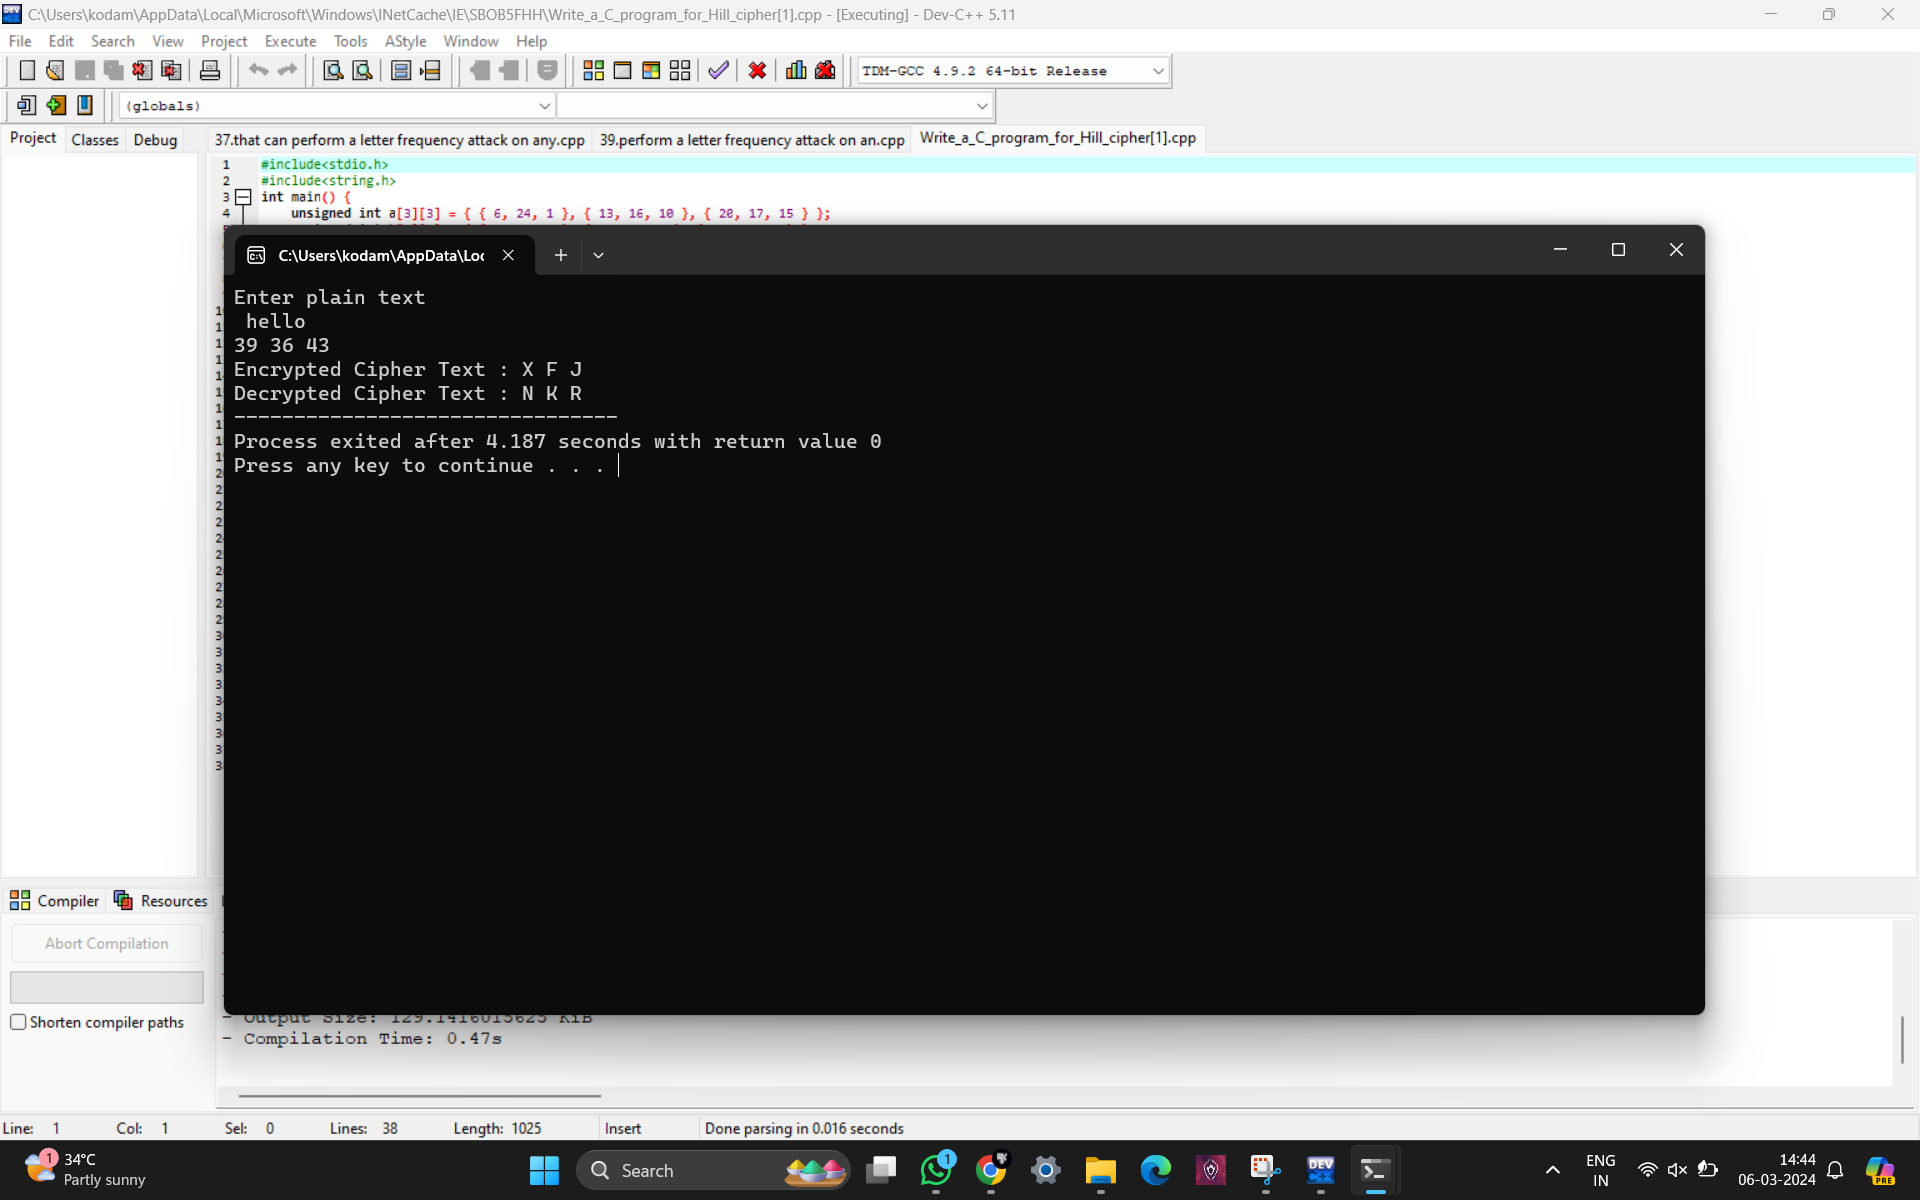 C:\Users\kodam\AppData\Local\Microsoft\Windows\INetCache\IE\SBOB5FHH\Write_a_C_program_for_Hill_cipher[1].cpp - [Executing] - Dev-C++ 5.11
File Edit Search View Project Execute Tools AStyle Window Help
TDM-GCC 4.9.2 64-bit Release
(globals)
Project Classes Debug 37.that can perform a letter frequency attack on any.cpp 39.perform a letter frequency attack on an.cpp Write_a_C_program_for_Hill_cipher[1].cpp
1 #include<stdio.h>
2 #include<string.h>
3 int main() {
4 unsigned int a[3][3] = { { 6, 24, 1 }, { 13, 16, 10 }, { 20, 17, 15 } };
C:\Users\kodam\AppData\Loc
Enter plain text
hello
39 36 43
Encrypted Cipher Text : X F J
Decrypted Cipher Text : N K R
--------------------------------
Process exited after 4.187 seconds with return value 0
Press any key to continue . . .
Compiler Resources
Abort Compilation
Shorten compiler paths
- Output Size: 129.1416015625 KiB
- Compilation Time: 0.47s
Line: 1 Col: 1 Sel: 0 Lines: 38 Length: 1025 Insert Done parsing in 0.016 seconds
1 34°C
Partly sunny
Search
1
DEV
ENG
IN
14:44
06-03-2024
PRE